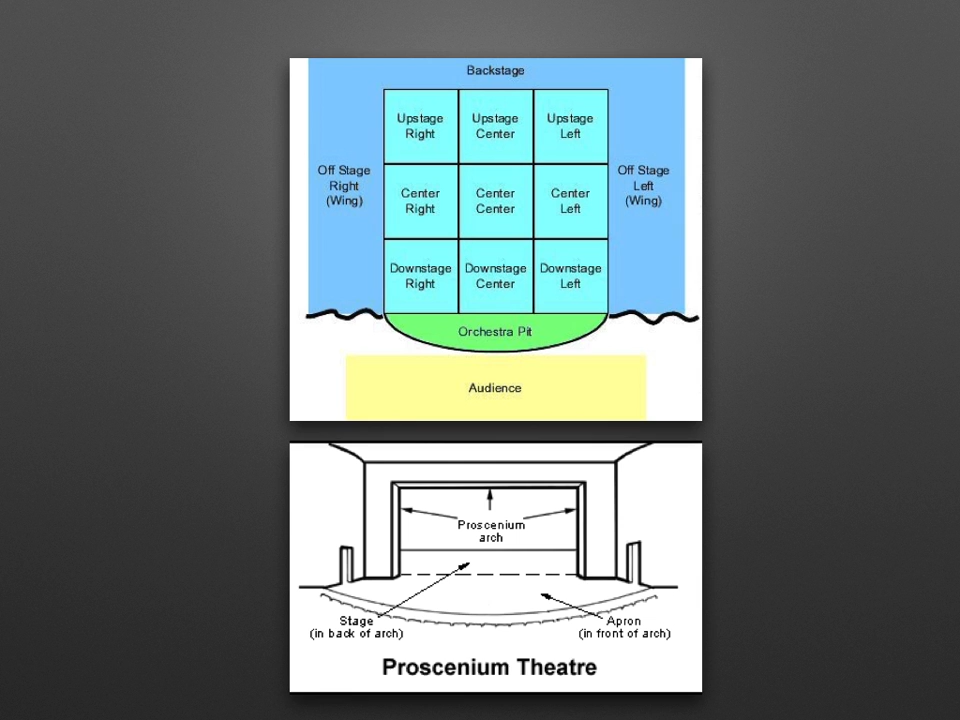 Backstage
Upstage
Right
Upstage
Center
Upstage
Left
Off Stage
Right
(Wing)
Center
Right
Center
Center
Center
Left
Off Stage
Left
(Wing)
Downstage
Right
Downstage
Center
Downstage
Left
Orchestra Pit
Audience
Proscenium
arch
Stage
(in back of arch)
Apron
(in front of arch)
Proscenium Theatre